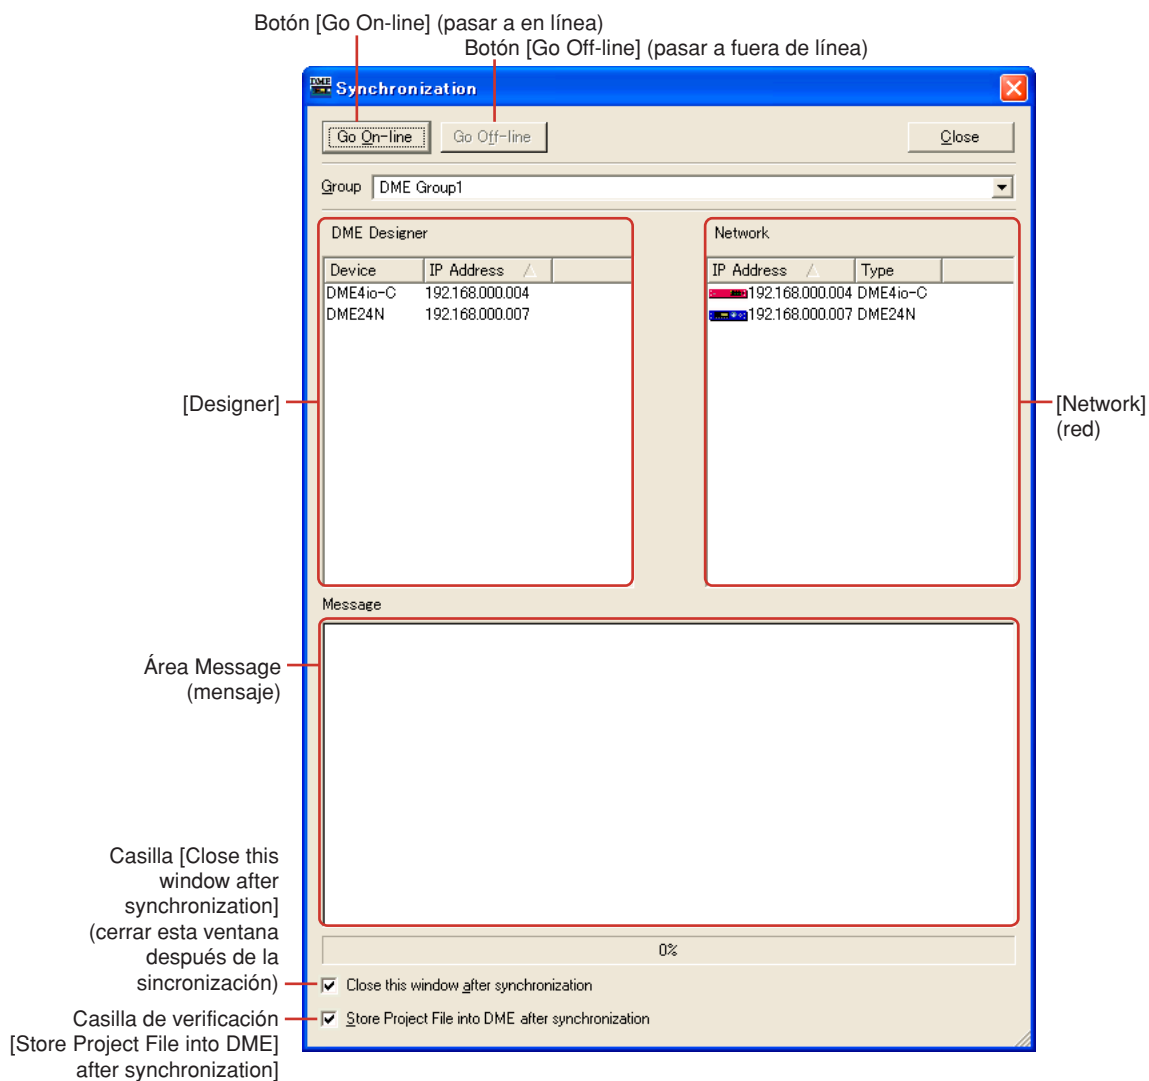 Botón [Go On-line] (pasar a en línea)
Botón [Go Off-line] (pasar a fuera de línea)
DME
Synchronization
Go On-line
Go Off-line
Close
Group
DME Group1
DME Designer
Network
Device
IP Address
IP Address
Type
DME4io-C
192.168.000.004
192.168.000.004
DME4io-C
DME24N
192.168.000.007
192.168.000.007
DME24N
[Designer]
[Network]
(red)
Message
Área Message
(mensaje)
0%
Casilla [Close this
window after
synchronization]
(cerrar esta ventana
después de la
sincronización)
Close this window after synchronization
Casilla de verificación
[Store Project File into DME]
after synchronization]
Store Project File into DME after synchronization